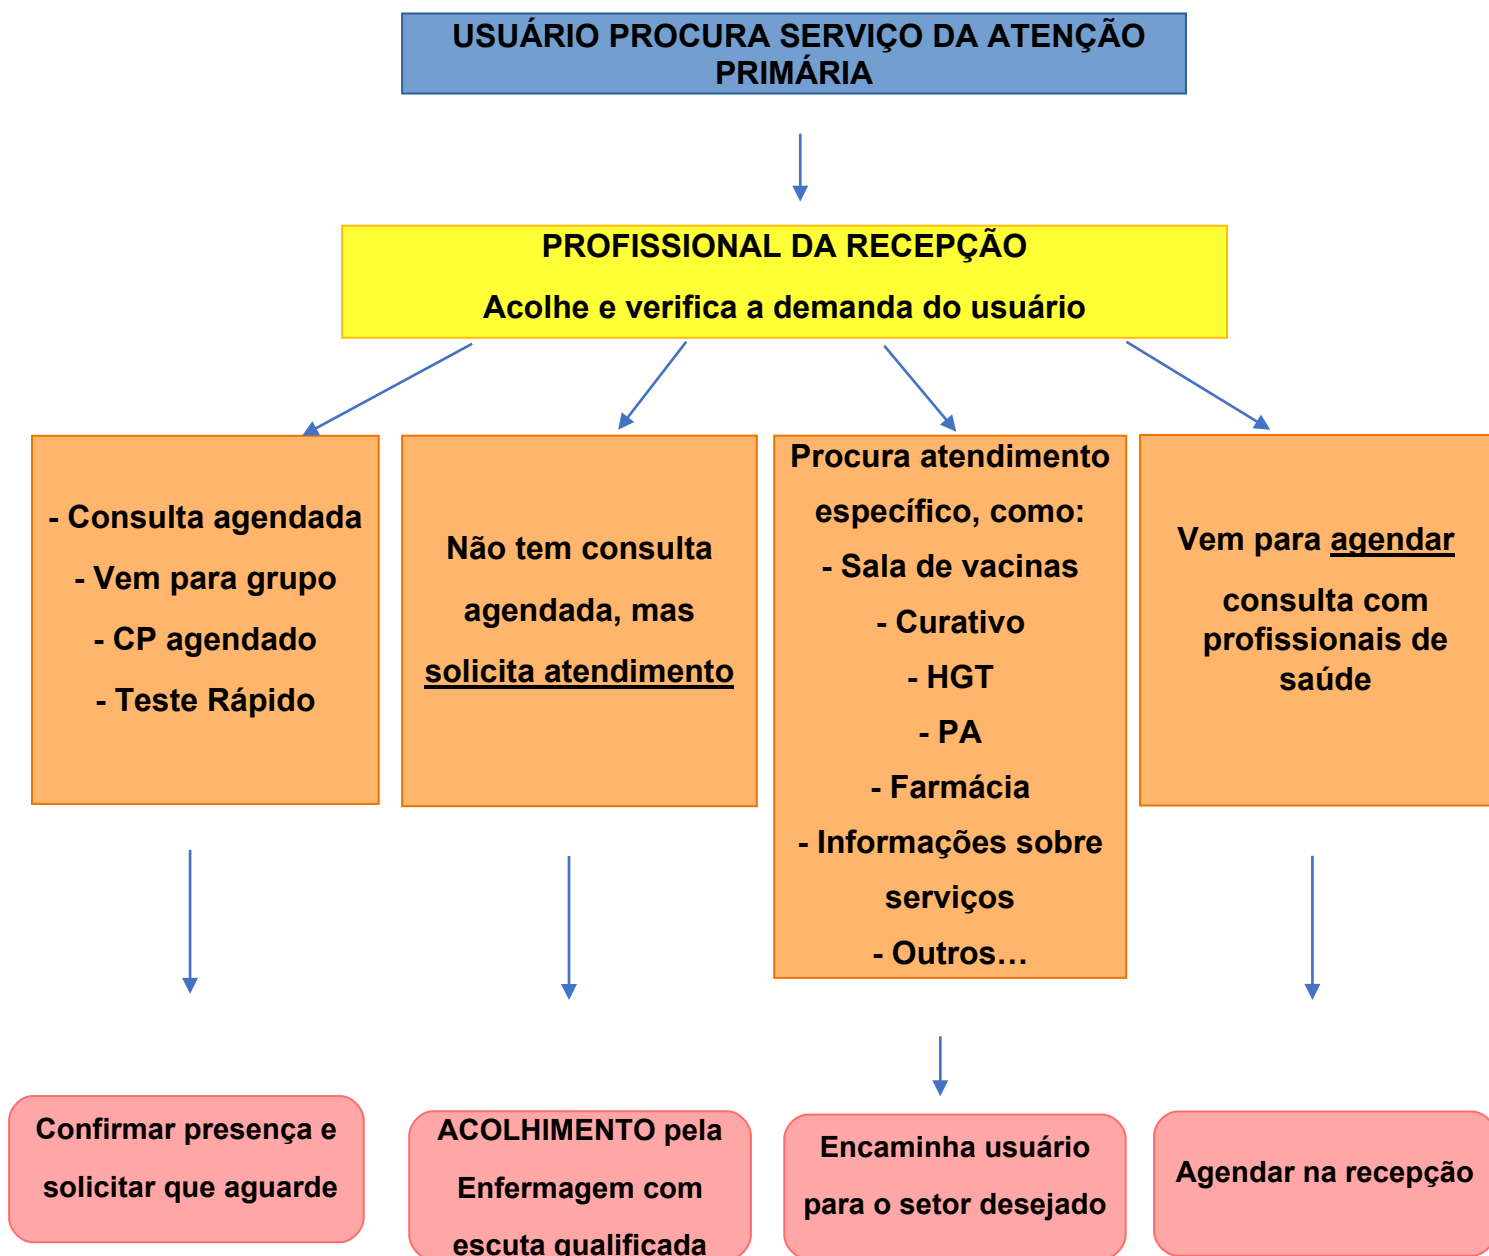 USUÁRIO PROCURA SERVIÇO DA ATENÇÃO
PRIMÁRIA
PROFISSIONAL DA RECEPÇÃO
Acolhe e verifica a demanda do usuário
- Consulta agendada
- Vem para grupo
- CP agendado
- Teste Rápido
Não tem consulta
agendada, mas
solicita atendimento
Procura atendimento
específico, como:
- Sala de vacinas
- Curativo
- HGT
- PA
- Farmácia
- Informações sobre
serviços
- Outros…
Vem para agendar
consulta com
profissionais de
saúde
Confirmar presença e
solicitar que aguarde
ACOLHIMENTO pela
Enfermagem com
escuta qualificada
Encaminha usuário
para o setor desejado
Agendar na recepção